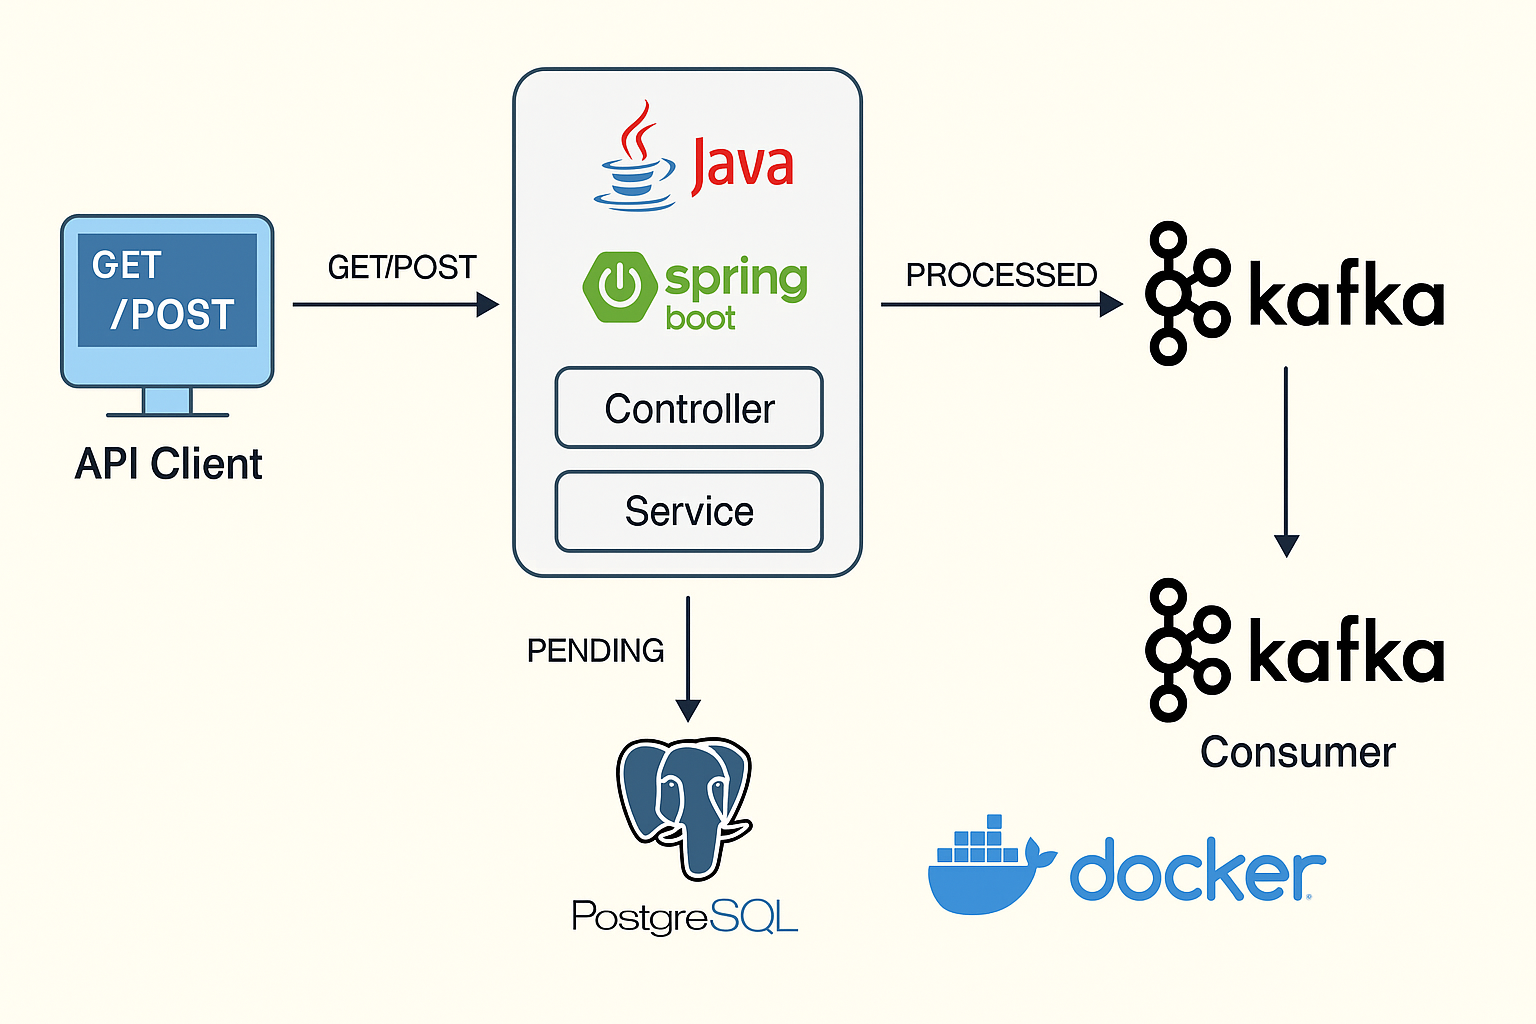 GET
/POST
API Client
GET/POST
Java
spring
boot
Controller
Service
PROCESSED
kafka
PENDING
PostgreSQL
kafka
Consumer
docker